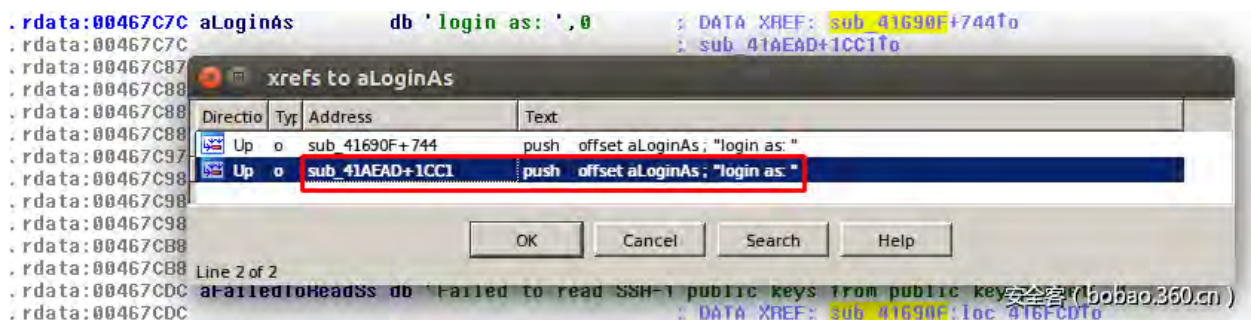 .rdata:00467C7C aLoginAs db 'login as: ',0 ; DATA XREF: sub_41690F+744↑o
.rdata:00467C7C ; sub_41AEAD+1CC1↑o
.rdata:00467C87
.rdata:00467C88
.rdata:00467C88
.rdata:00467C88
.rdata:00467C97
.rdata:00467C98
.rdata:00467C98
.rdata:00467C98
.rdata:00467CB8
.rdata:00467CB8
xrefs to aLoginAs
Directio Typ Address Text
Up o sub_41690F+744 push offset aLoginAs ; "login as: "
Up o sub_41AEAD+1CC1 push offset aLoginAs ; "login as: "
OK Cancel Search Help
Line 2 of 2
.rdata:00467CDC aFailedToReadSs db 'Failed to read SSH-1 public keys from public key
.rdata:00467CDC ; DATA XREF: sub_41690F:loc_416FCD↑o
安全客 ( bobao.360.cn )